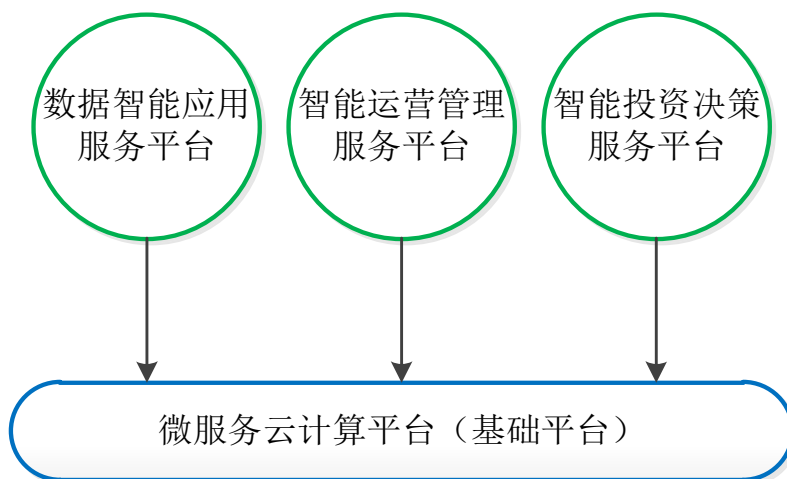 数据智能应用
服务平台
智能运营管理
服务平台
智能投资决策
服务平台
微服务云计算平台（基础平台）